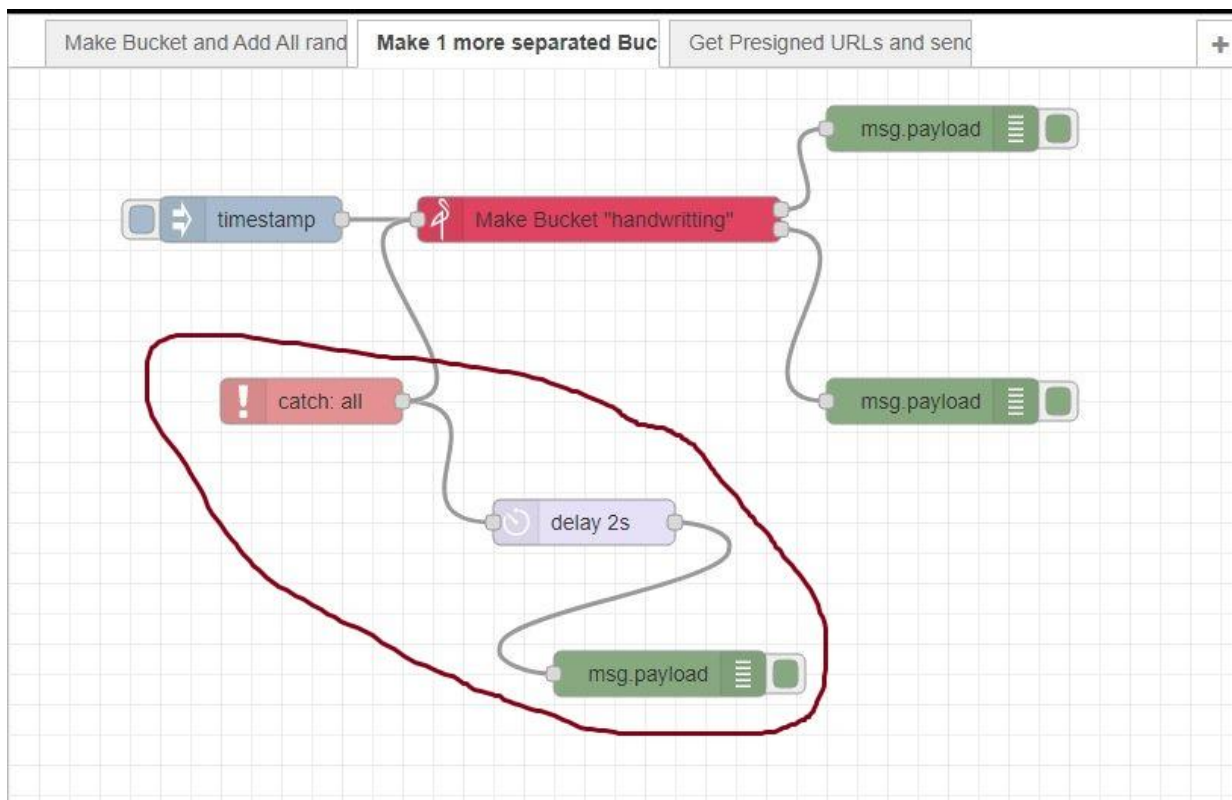 Make Bucket and Add All rand
Make 1 more separated Buc
Get Presigned URLs and send
+
msg.payload
timestamp
Make Bucket "handwritting"
catch: all
msg.payload
delay 2s
msg.payload